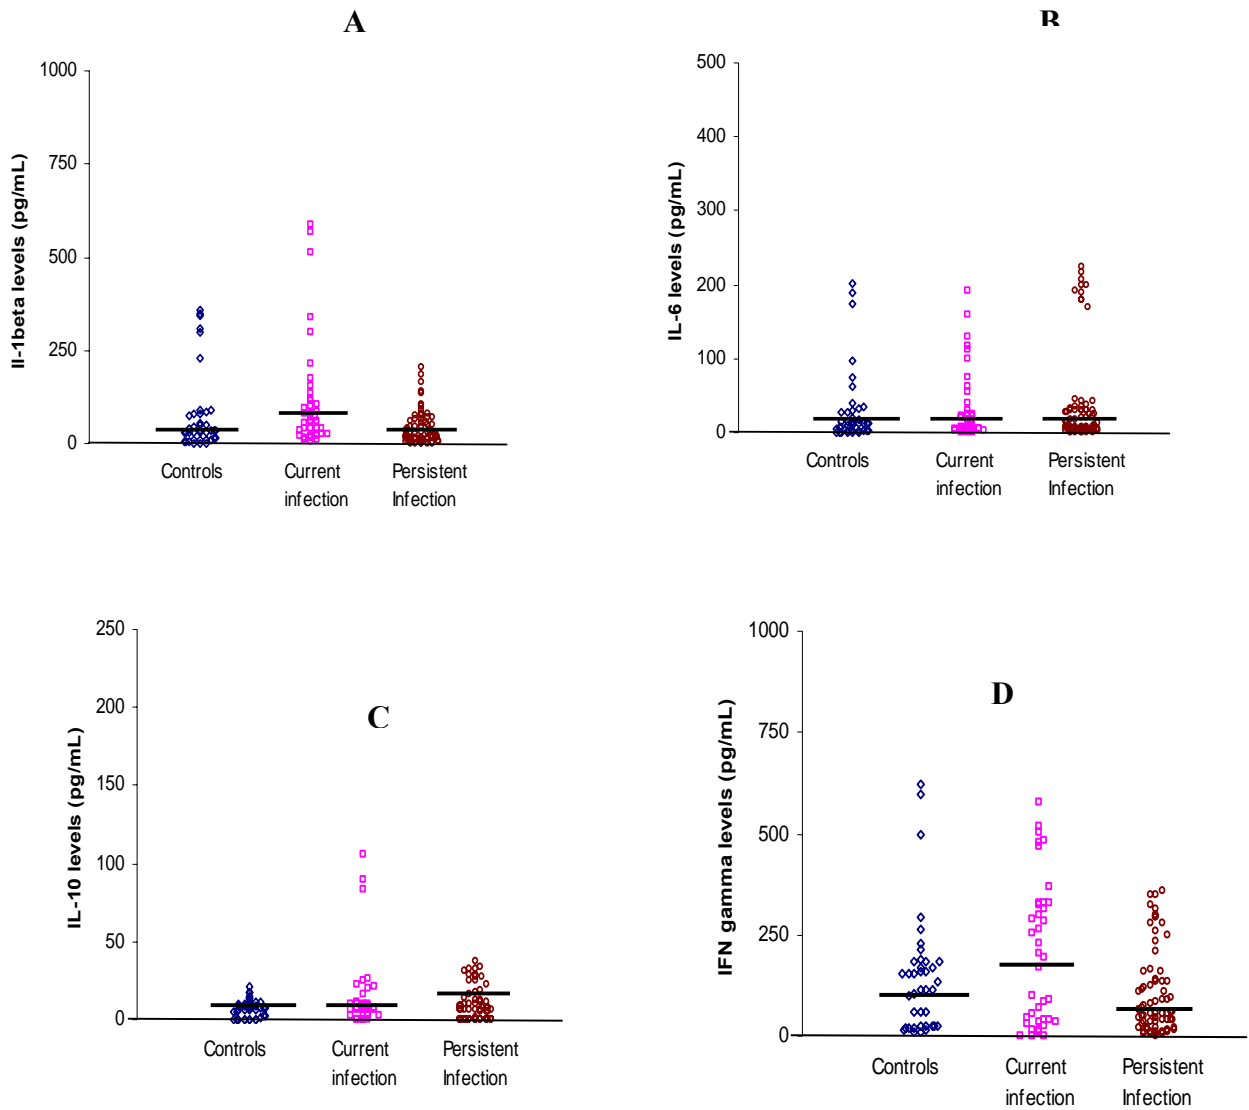 A
1000
750
500
250
0
Il-1beta levels (pg/mL)
Controls
Current
infection
Persistent
Infection
B
500
400
300
200
100
0
IL-6 levels (pg/mL)
Controls
Current
infection
Persistent
Infection
C
250
200
150
100
50
0
IL-10 levels (pg/mL)
Controls
Current
infection
Persistent
Infection
D
1000
750
500
250
0
IFN gamma levels (pg/mL)
Controls
Current
infection
Persistent
Infection